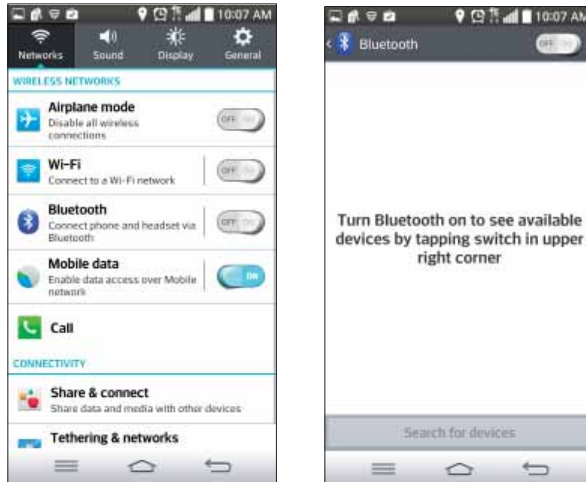 10:07 AM
Networks Sound Display General
WIRELESS NETWORKS
Airplane mode
Disable all wireless
connections
OFF
Wi-Fi
Connect to a Wi-Fi network
OFF
Bluetooth
Connect phone and headset via
Bluetooth
OFF
Mobile data
Enable data access over Mobile
network
ON
Call
CONNECTIVITY
Share & connect
Share data and media with other devices
Tethering & networks
10:07 AM
Bluetooth
OFF
Turn Bluetooth on to see available
devices by tapping switch in upper
right corner
Search for devices